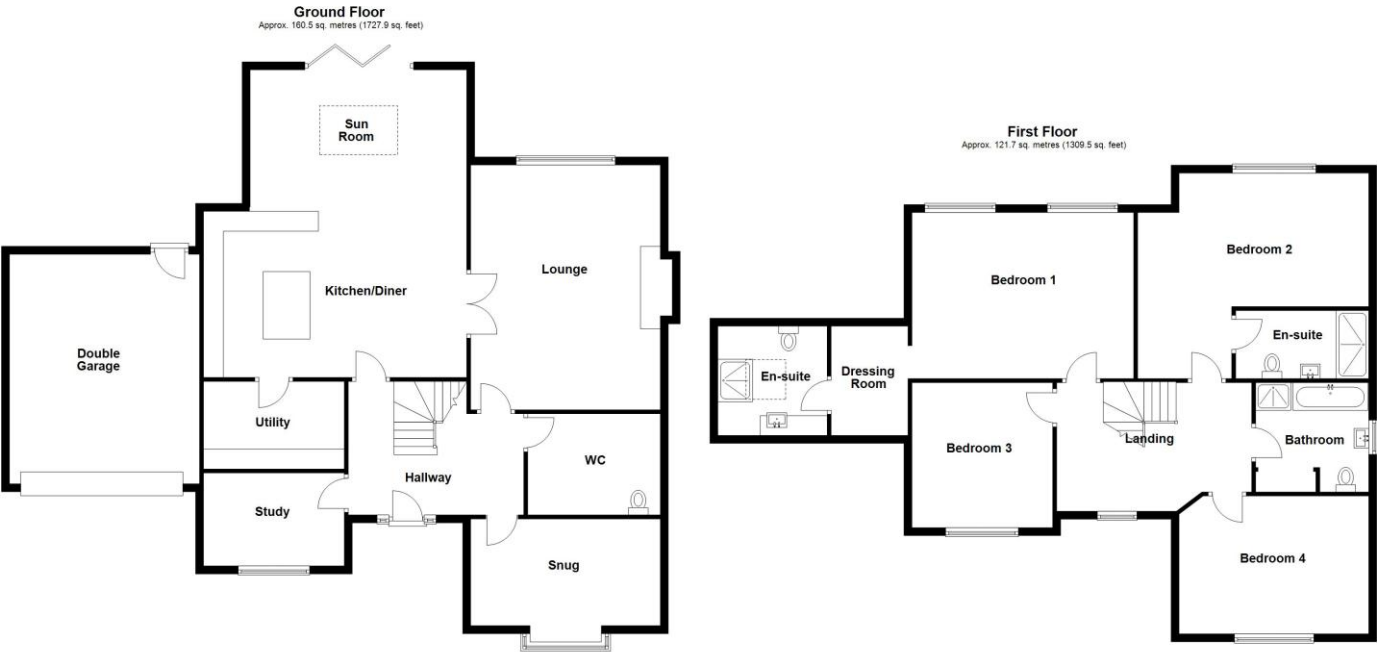 Ground Floor
Approx. 160.5 sq. metres (1727.9 sq. feet)
Sun
Room
Lounge
Kitchen/Diner
Double
Garage
Utility
WC
Hallway
Study
Snug
First Floor
Approx. 121.7 sq. metres (1309.5 sq. feet)
Bedroom 2
Bedroom 1
En-suite
Dressing
Room
En-suite
Landing
Bathroom
Bedroom 3
Bedroom 4